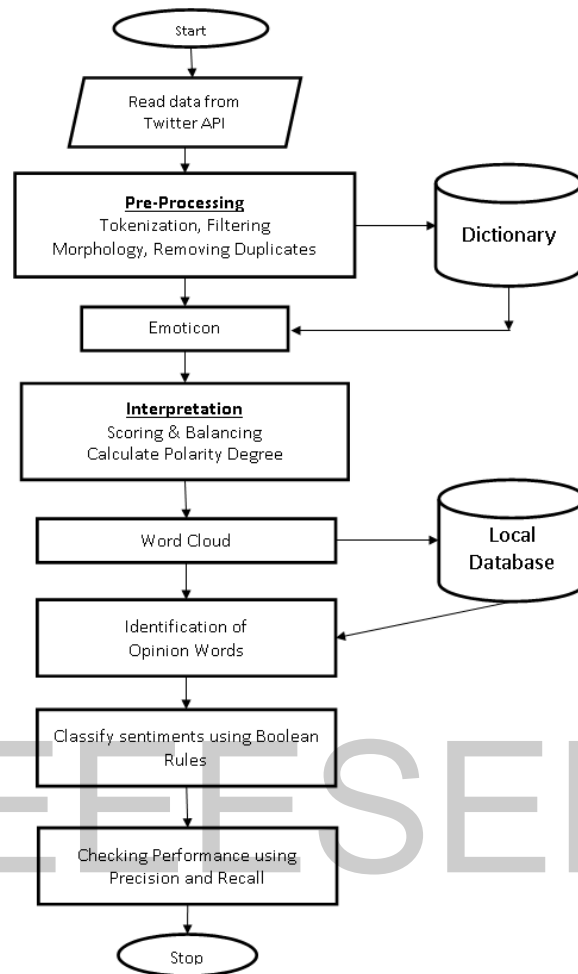 Start
Read data from
Twitter API
Pre-Processing
Tokenization, Filtering
Morphology, Removing Duplicates
Dictionary
Emoticon
Interpretation
Scoring & Balancing
Calculate Polarity Degree
Word Cloud
Local
Database
Identification of
Opinion Words
Classify sentiments using Boolean
Rules
Checking Performance using
Precision and Recall
Stop